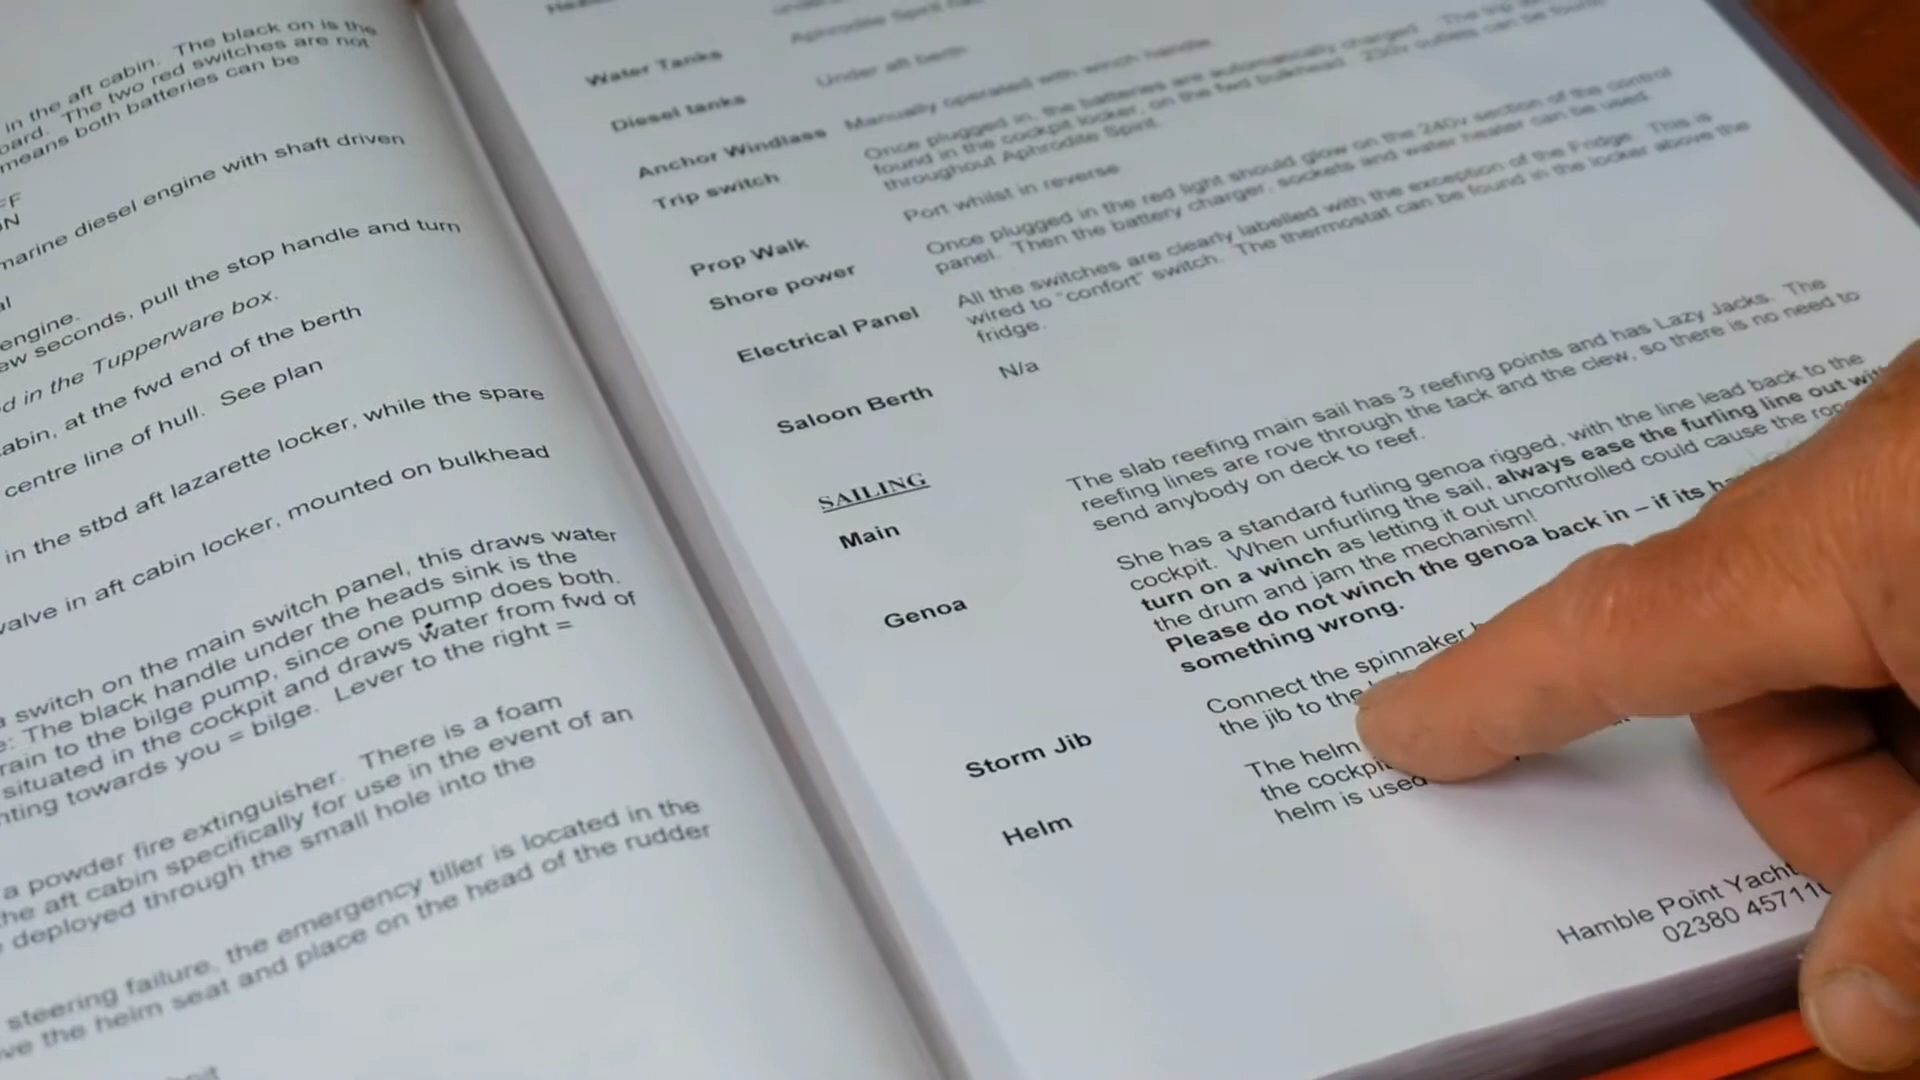 in the aft cabin. The black on is the
The two red switches are not
means both batteries can be
marine diesel engine with shaft driven
engine.
seconds, pull the stop handle and turn
in the Tupperware box.
cabin, at the fwd end of the berth
centre line of hull. See plan
in the stbd aft lazarette locker, while the spare
valve in aft cabin locker, mounted on bulkhead
switch on the main switch panel, this draws water
The black handle under the heads sink is the
to the bilge pump, since one pump does both.
situated in the cockpit and draws water from fwd of
towards you = bilge. Lever to the right =
a powder fire extinguisher. There is a foam
the aft cabin specifically for use in the event of an
deployed through the small hole into the
steering failure, the emergency tiller is located in the
the helm seat and place on the head of the rudder
Aphrodite Spirit
Water Tanks
Under aft berth
Diesel tanks
Anchor Windlass Manually operated with winch handle.
Trip switch Once plugged in, the batteries are automatically charged. The trip
found in the cockpit locker, on the fwd bulkhead. 230v outlets can be found
throughout Aphrodite Spirit.
Prop Walk Port whilst in reverse
Shore power Once plugged in the red light should glow on the 240v section of the control
panel. Then the battery charger, sockets and water heater can be used.
Electrical Panel All the switches are clearly labelled with the exception of the Fridge. This is
wired to "confort" switch. The thermostat can be found in the locker above the
fridge.
Saloon Berth N/a
SAILING
Main The slab reefing main sail has 3 reefing points and has Lazy Jacks. The
reefing lines are rove through the tack and the clew, so there is no need to
send anybody on deck to reef.
Genoa She has a standard furling genoa rigged, with the line lead back to the
cockpit. When unfurling the sail, always ease the furling line out
turn on a winch as letting it out uncontrolled could cause the
the drum and jam the mechanism!
Please do not winch the genoa back in – if its
something wrong.
Storm Jib Connect the spinnaker
the jib to the
Helm The helm
the cockpit
helm is used
Hamble Point Yacht
02380 45711